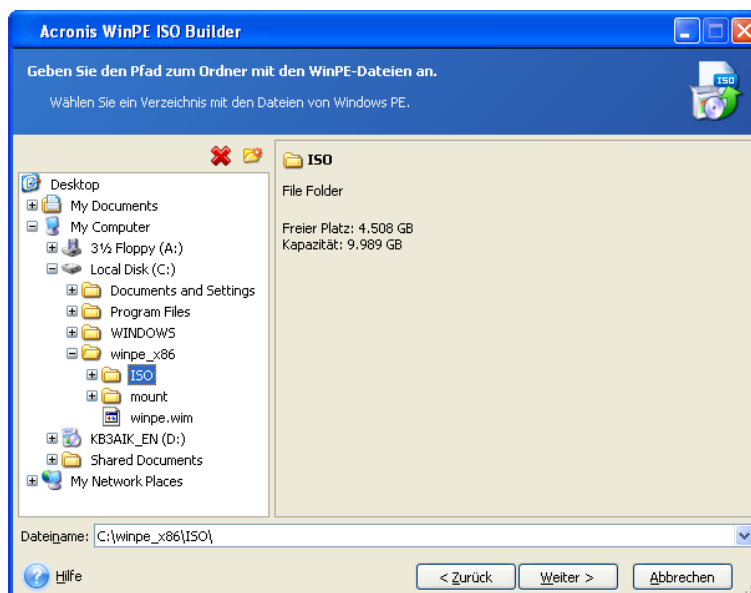 Acronis WinPE ISO Builder
Geben Sie den Pfad zum Ordner mit den WinPE-Dateien an.
Wählen Sie ein Verzeichnis mit den Dateien von Windows PE.
ISO
Desktop
My Documents
My Computer
3½ Floppy (A:)
Local Disk (C:)
Documents and Settings
Program Files
WINDOWS
winpe_x86
ISO
mount
winpe.wim
KB3AIK_EN (D:)
Shared Documents
My Network Places
ISO
File Folder
Freier Platz: 4.508 GB
Kapazität: 9.989 GB
Dateiname: C:\winpe_x86\ISO\
Hilfe
< Zurück
Weiter >
Abbrechen